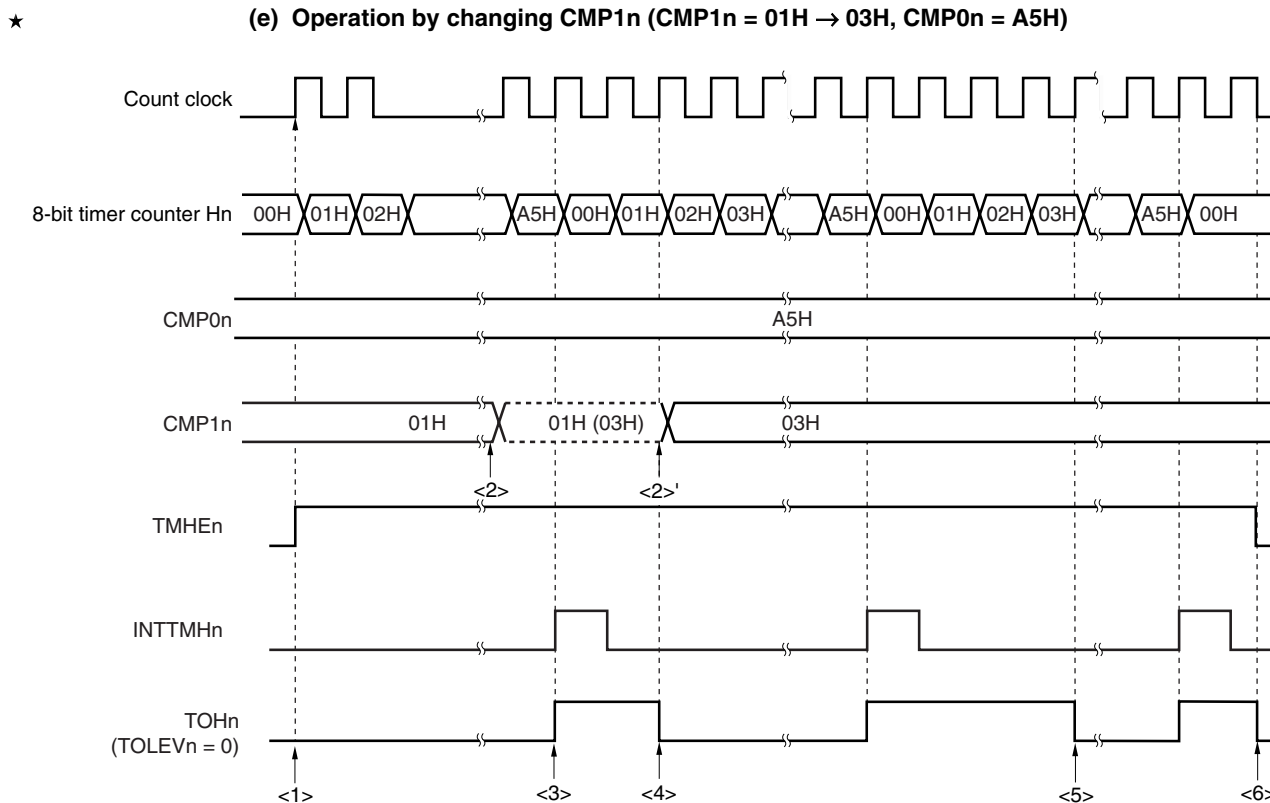 ★ (e) Operation by changing CMP1n (CMP1n = 01H → 03H, CMP0n = A5H)
Count clock
8-bit timer counter Hn 00H 01H 02H A5H 00H 01H 02H 03H A5H 00H 01H 02H 03H A5H 00H
CMP0n A5H
CMP1n 01H 01H (03H) 03H
<2> <2>'
TMHEn
INTTMHn
TOHn
(TOLEVn = 0)
<1> <3> <4> <5> <6>